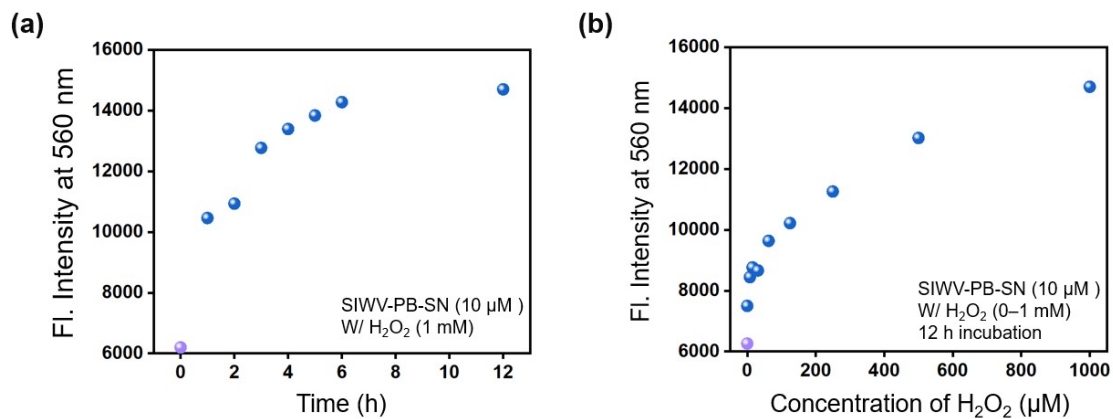 (a)
16000
14000
12000
10000
8000
6000
Fl. Intensity at 560 nm
SIWV-PB-SN (10 μM )
W/ H₂O₂ (1 mM)
0 2 4 6 8 10 12
Time (h)
(b)
16000
14000
12000
10000
8000
6000
Fl. Intensity at 560 nm
SIWV-PB-SN (10 μM )
W/ H₂O₂ (0–1 mM)
12 h incubation
0 200 400 600 800 1000
Concentration of H₂O₂ (μM)